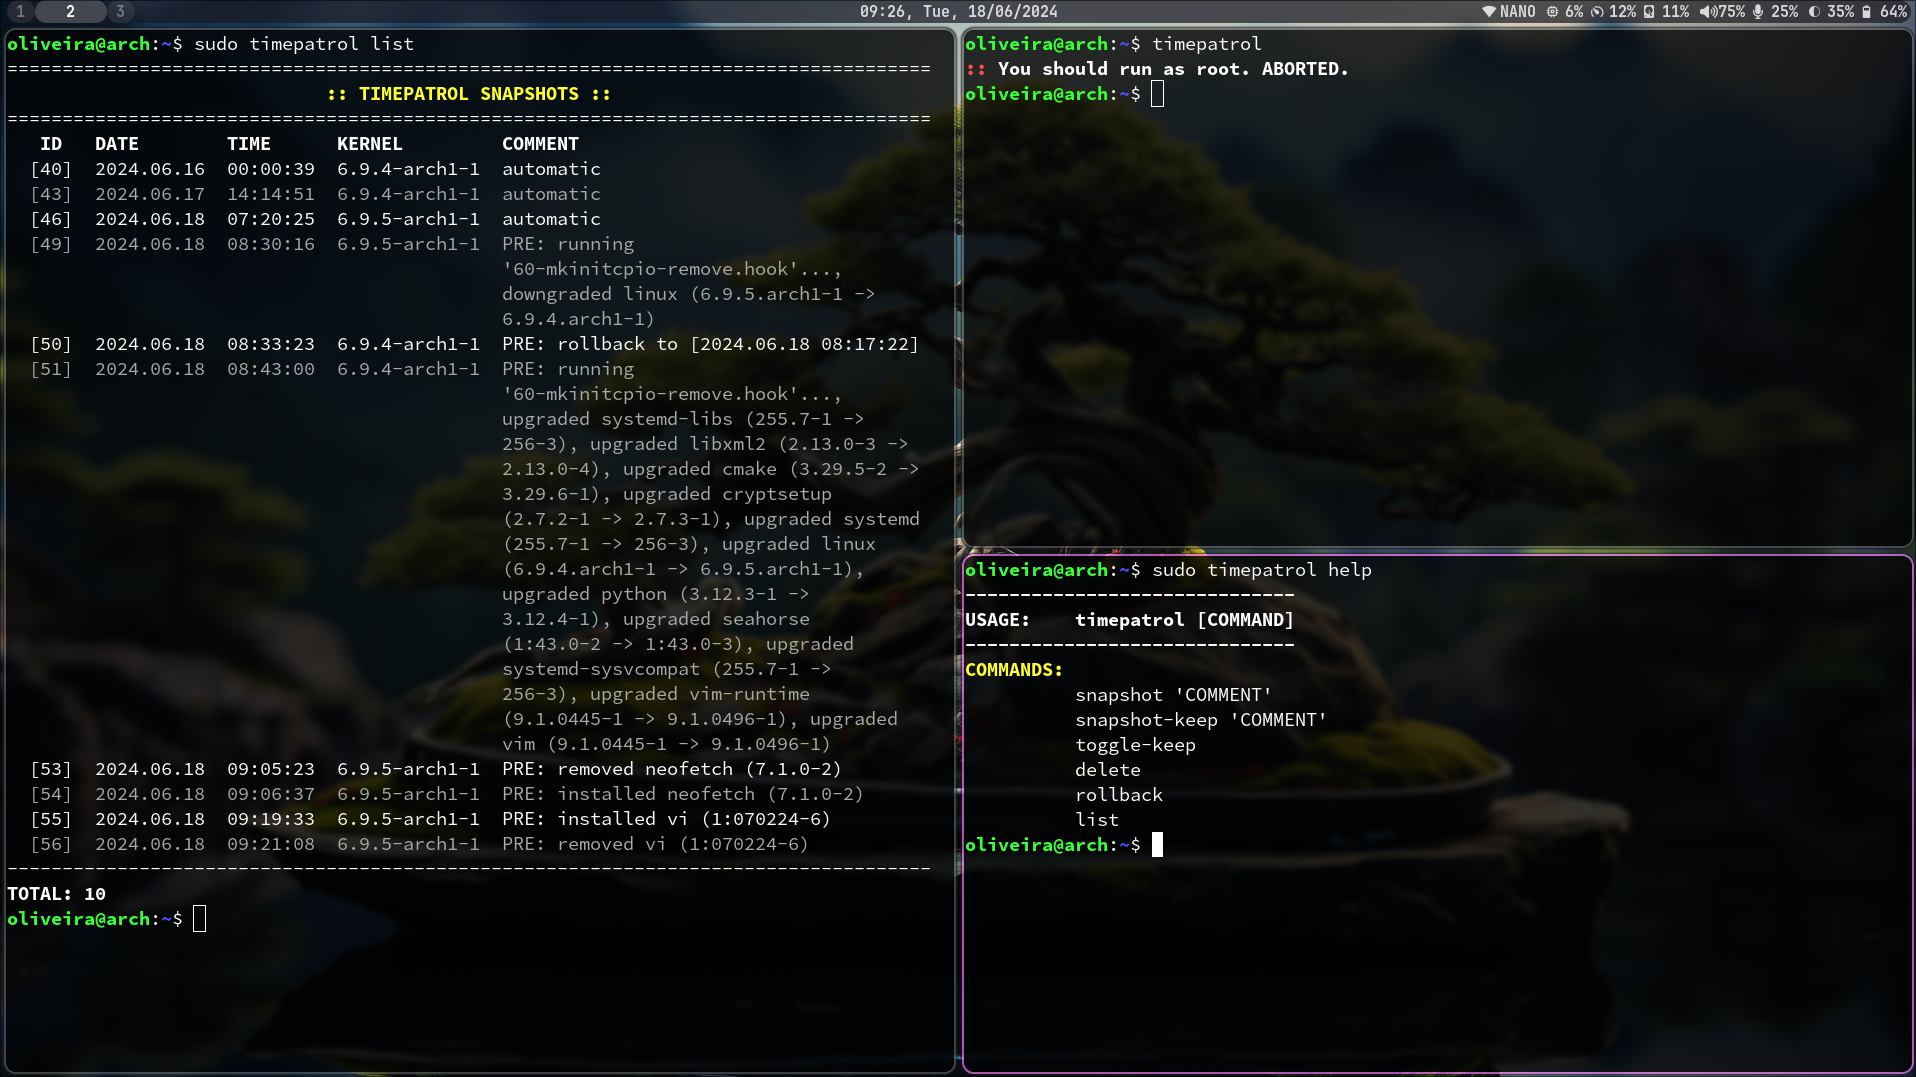 1 2 3
09:26, Tue, 18/06/2024
NANO 6% 12% 11% 75% 25% 35% 64%
oliveira@arch:~$ sudo timepatrol list
====================================================================================
:: TIMEPATROL SNAPSHOTS ::
====================================================================================
ID DATE TIME KERNEL COMMENT
[40] 2024.06.16 00:00:39 6.9.4-arch1-1 automatic
[43] 2024.06.17 14:14:51 6.9.4-arch1-1 automatic
[46] 2024.06.18 07:20:25 6.9.5-arch1-1 automatic
[49] 2024.06.18 08:30:16 6.9.5-arch1-1 PRE: running
'60-mkinitcpio-remove.hook'...,
downgraded linux (6.9.5.arch1-1 ->
6.9.4.arch1-1)
[50] 2024.06.18 08:33:23 6.9.4-arch1-1 PRE: rollback to [2024.06.18 08:17:22]
[51] 2024.06.18 08:43:00 6.9.4-arch1-1 PRE: running
'60-mkinitcpio-remove.hook'...,
upgraded systemd-libs (255.7-1 ->
256-3), upgraded libxml2 (2.13.0-3 ->
2.13.0-4), upgraded cmake (3.29.5-2 ->
3.29.6-1), upgraded cryptsetup
(2.7.2-1 -> 2.7.3-1), upgraded systemd
(255.7-1 -> 256-3), upgraded linux
(6.9.4.arch1-1 -> 6.9.5.arch1-1),
upgraded python (3.12.3-1 ->
3.12.4-1), upgraded seahorse
(1:43.0-2 -> 1:43.0-3), upgraded
systemd-sysvcompat (255.7-1 ->
256-3), upgraded vim-runtime
(9.1.0445-1 -> 9.1.0496-1), upgraded
vim (9.1.0445-1 -> 9.1.0496-1)
[53] 2024.06.18 09:05:23 6.9.5-arch1-1 PRE: removed neofetch (7.1.0-2)
[54] 2024.06.18 09:06:37 6.9.5-arch1-1 PRE: installed neofetch (7.1.0-2)
[55] 2024.06.18 09:19:33 6.9.5-arch1-1 PRE: installed vi (1:070224-6)
[56] 2024.06.18 09:21:08 6.9.5-arch1-1 PRE: removed vi (1:070224-6)
------------------------------------------------------------------------------------
TOTAL: 10
oliveira@arch:~$
oliveira@arch:~$ timepatrol
:: You should run as root. ABORTED.
oliveira@arch:~$
oliveira@arch:~$ sudo timepatrol help
------------------------------
USAGE: timepatrol [COMMAND]
------------------------------
COMMANDS:
snapshot 'COMMENT'
snapshot-keep 'COMMENT'
toggle-keep
delete
rollback
list
oliveira@arch:~$